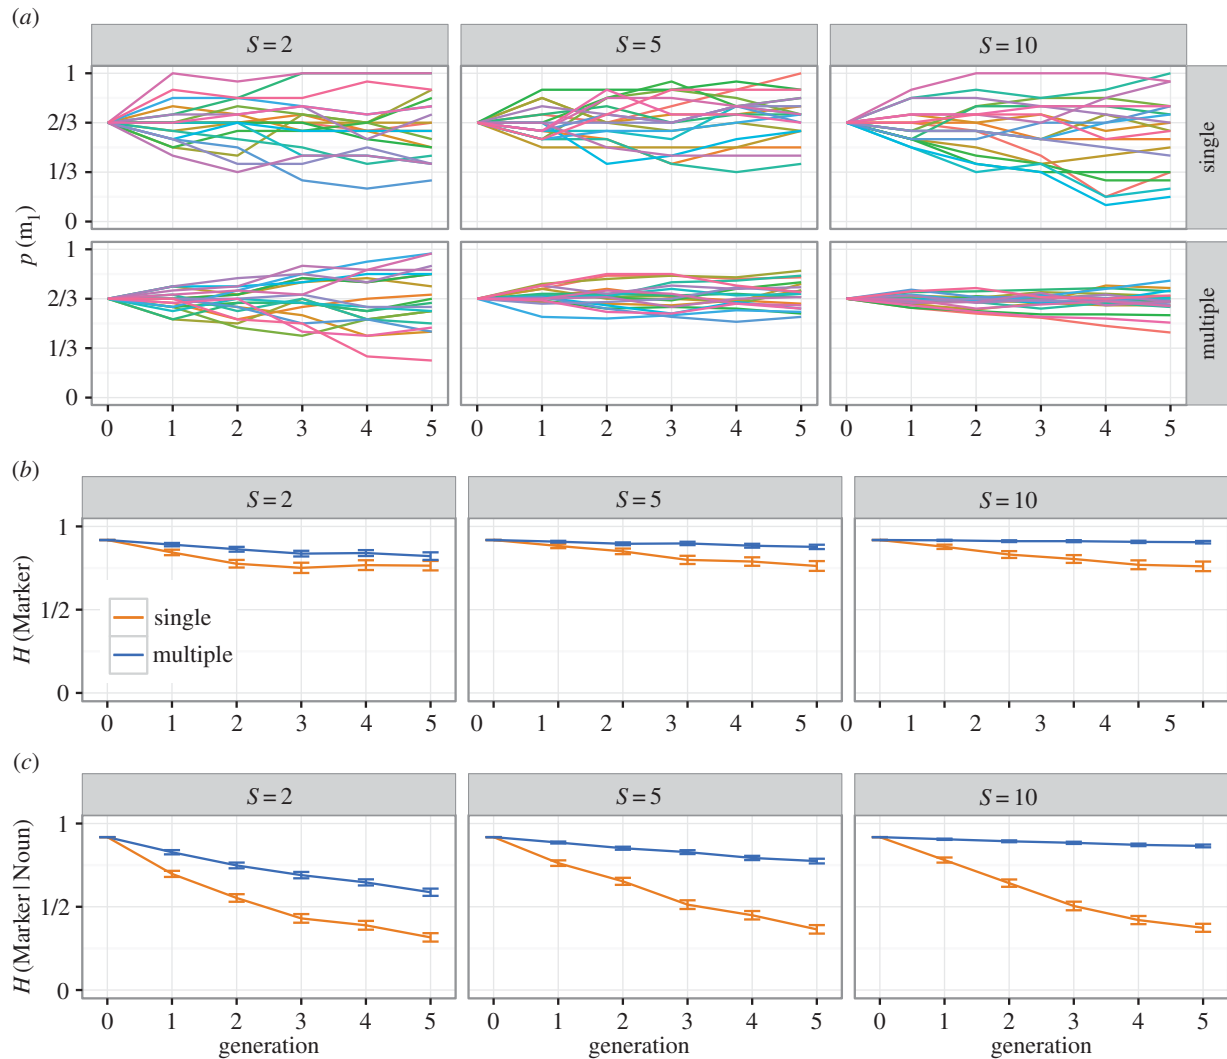 (a)
S = 2 S = 5 S = 10
1
2/3
1/3
0
single
p (m1)
1
2/3
1/3
0
multiple
0 1 2 3 4 5 0 1 2 3 4 5 0 1 2 3 4 5
(b)
S = 2 S = 5 S = 10
1
1/2
0
H (Marker)
single
multiple
0 1 2 3 4 5 0 1 2 3 4 5 0 1 2 3 4 5
(c)
S = 2 S = 5 S = 10
1
1/2
0
H (Marker | Noun)
0 1 2 3 4 5 0 1 2 3 4 5 0 1 2 3 4 5
generation generation generation